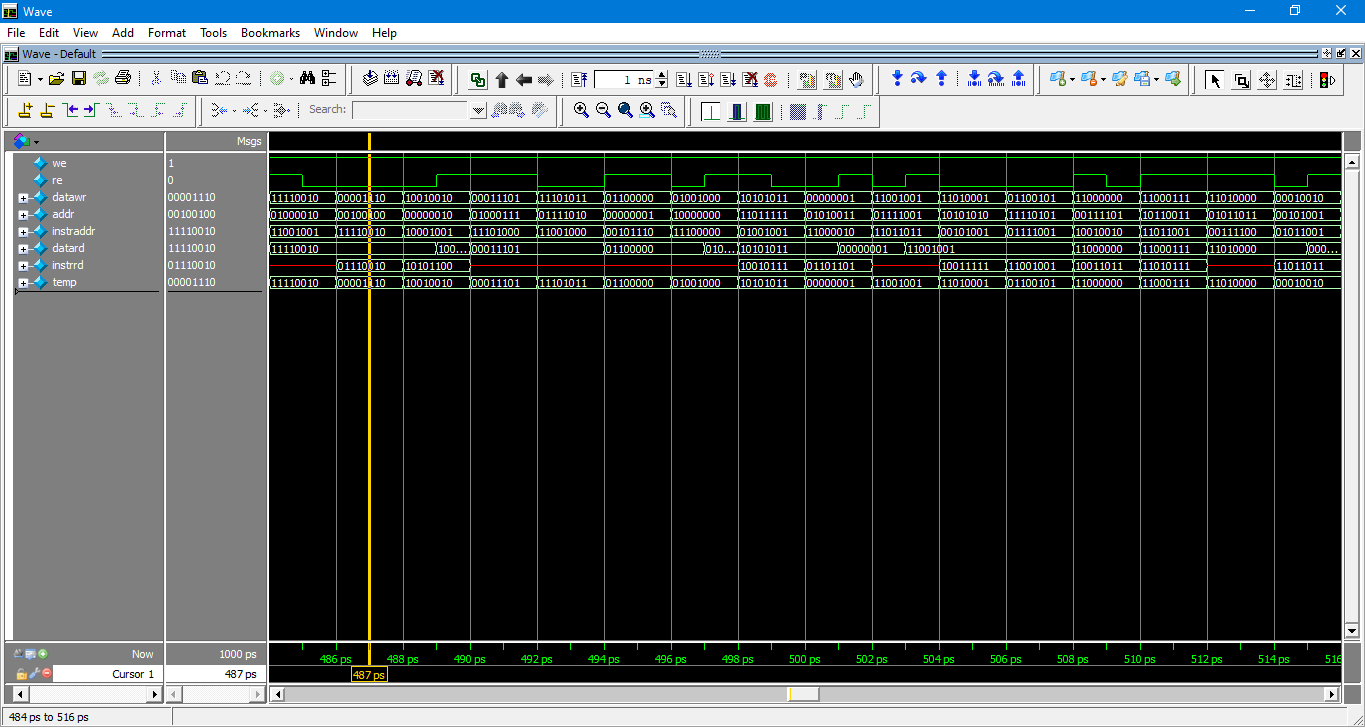 Wave
File Edit View Add Format Tools Bookmarks Window Help
Wave - Default
1 ns
Search:
Msgs
we 1
re 0
datawr 00001110 11110010 00001110 10010010 00011101 11101011 01100000 01001000 10101011 00000001 11001001 11010001 01100101 11000000 11000111 11010000 00010010
addr 00100100 01000010 00100100 00000010 01000111 01111010 00000001 10000000 11011111 01010011 01111001 10101010 11110101 00111101 10110011 01011011 00101001
instraddr 11110010 11001001 11110010 10001001 11101000 11001000 00101110 11100000 01001001 11000010 11011011 00101001 01111001 10010010 11011001 00111100 01011001
datard 11110010 11110010 100... 00011101 01100000 010... 10101011 00000001 11001001 11000000 11000111 11010000 000...
instrrd 01110010 01110010 10101100 10010111 01101101 10011111 11001001 10011011 11010111 11011011
temp 00001110 11110010 00001110 10010010 00011101 11101011 01100000 01001000 10101011 00000001 11001001 11010001 01100101 11000000 11000111 11010000 00010010
Now 1000 ps 486 ps 488 ps 490 ps 492 ps 494 ps 496 ps 498 ps 500 ps 502 ps 504 ps 506 ps 508 ps 510 ps 512 ps 514 ps 516
Cursor 1 487 ps 487 ps
484 ps to 516 ps